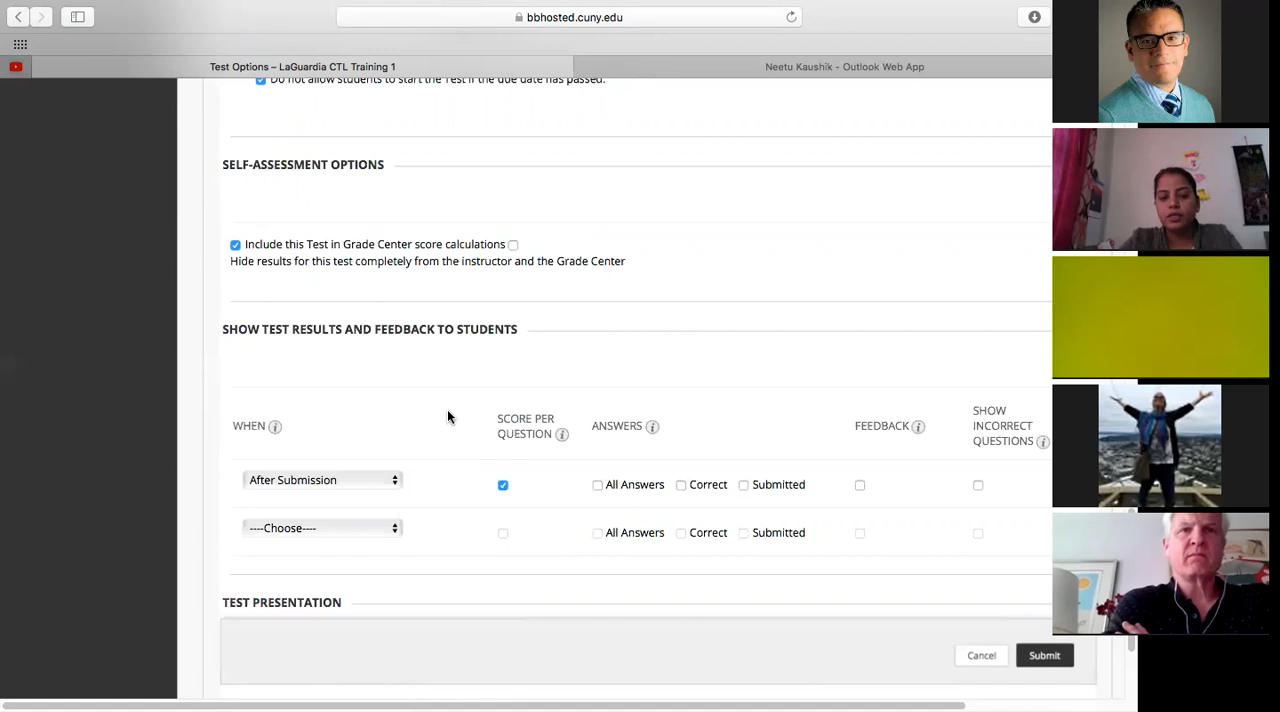 bbhosted.cuny.edu
Test Options – LaGuardia CTL Training 1
Neetu Kaushik - Outlook Web App
Do not allow students to start the Test if the due date has passed.
SELF-ASSESSMENT OPTIONS
Include this Test in Grade Center score calculations
Hide results for this test completely from the instructor and the Grade Center
SHOW TEST RESULTS AND FEEDBACK TO STUDENTS
WHEN
SCORE PER
QUESTION
ANSWERS
FEEDBACK
SHOW
INCORRECT
QUESTIONS
After Submission
All Answers Correct Submitted
----Choose----
All Answers Correct Submitted
TEST PRESENTATION
Cancel Submit